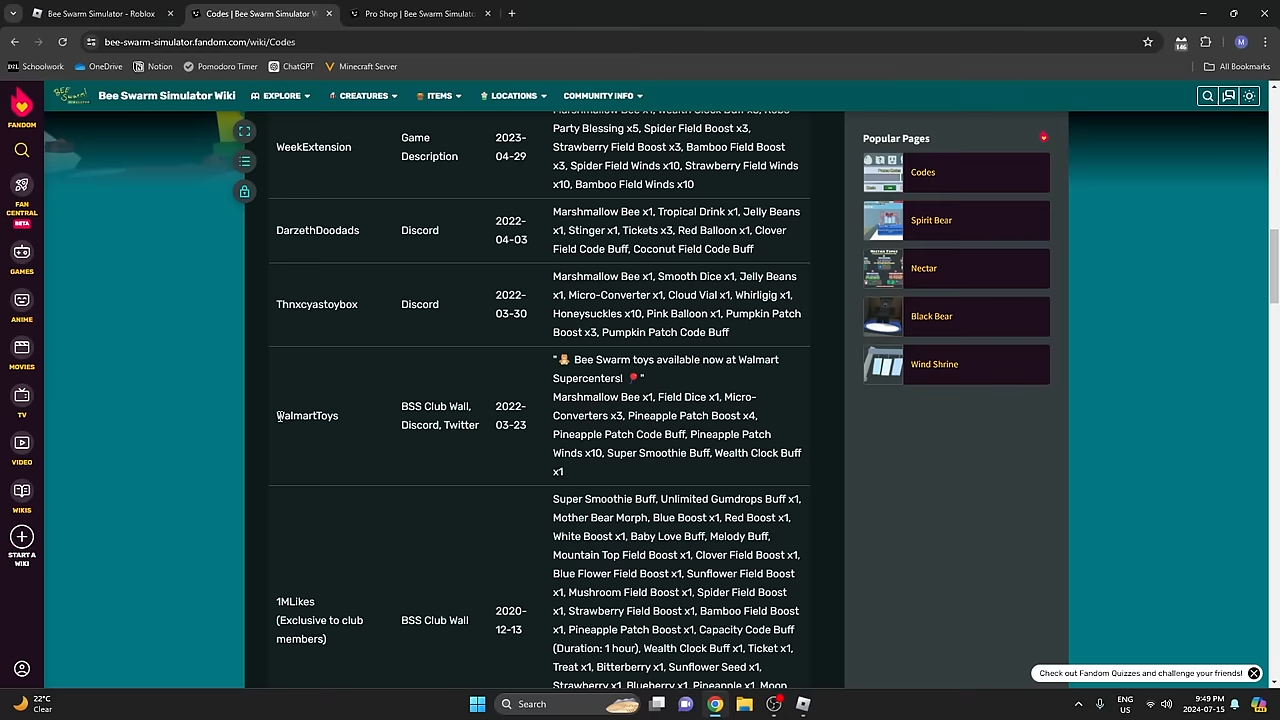 Bee Swarm Simulator - Roblox
Codes | Bee Swarm Simulator W
Pro Shop | Bee Swarm Simulato
bee-swarm-simulator.fandom.com/wiki/Codes
146
M
D2L Schoolwork
OneDrive
Notion
Pomodoro Timer
ChatGPT
Minecraft Server
All Bookmarks
Bee Swarm Simulator Wiki
EXPLORE
CREATURES
ITEMS
LOCATIONS
COMMUNITY INFO
FANDOM
FAN
CENTRAL
BETA
GAMES
ANIME
MOVIES
TV
VIDEO
WIKIS
START A
WIKI
WeekExtension
Game
Description
2023-
04-29
Party Blessing x5, Spider Field Boost x3,
Strawberry Field Boost x3, Bamboo Field
Boost x3, Spider Field Winds x10,
Strawberry Field Winds
x10, Bamboo Field Winds x10
DarzethDoodads
Discord
2022-
04-03
Marshmallow Bee x1, Tropical Drink x1, Jelly Beans
x1, Stinger x1, Tickets x3, Red Balloon x1, Clover
Field Code Buff, Coconut Field Code Buff
Thnxcyastoybox
Discord
2022-
03-30
Marshmallow Bee x1, Smooth Dice x1, Jelly Beans
x1, Micro-Converter x1, Cloud Vial x1, Whirligig x1,
Honeysuckles x10, Pink Balloon x1, Pumpkin Patch
Boost x3, Pumpkin Patch Code Buff
WalmartToys
BSS Club Wall,
Discord, Twitter
2022-
03-23
"🧸 Bee Swarm toys available now at Walmart
Supercenters! 🎈"
Marshmallow Bee x1, Field Dice x1, Micro-
Converters x3, Pineapple Patch Boost x4,
Pineapple Patch Code Buff, Pineapple Patch
Winds x10, Super Smoothie Buff, Wealth Clock Buff
x1
1MLikes
(Exclusive to club
members)
BSS Club Wall
2020-
12-13
Super Smoothie Buff, Unlimited Gumdrops Buff x1,
Mother Bear Morph, Blue Boost x1, Red Boost x1,
White Boost x1, Baby Love Buff, Melody Buff,
Mountain Top Field Boost x1, Clover Field Boost x1,
Blue Flower Field Boost x1, Sunflower Field Boost
x1, Mushroom Field Boost x1, Spider Field Boost
x1, Strawberry Field Boost x1, Bamboo Field Boost
x1, Pineapple Patch Boost x1, Capacity Code Buff
(Duration: 1 hour), Wealth Clock Buff x1, Ticket x1,
Treat x1, Bitterberry x1, Sunflower Seed x1,
Strawberry x1, Blueberry x1, Pineapple x1, Moon
Popular Pages
Codes
Spirit Bear
Nectar
Black Bear
Wind Shrine
Check out Fandom Quizzes and challenge your friends!
22°C
Clear
Search
ENG
US
9:49 PM
2024-07-15